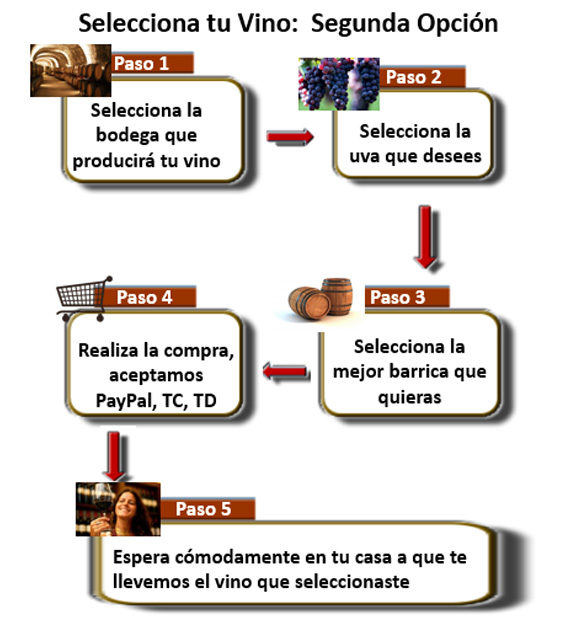 Selecciona tu Vino: Segunda Opción
Paso 1
Selecciona la
bodega que
producirá tu vino
Paso 2
Selecciona la
uva que desees
Paso 3
Selecciona la
mejor barrica que
quieras
Paso 4
Realiza la compra,
aceptamos
PayPal, TC, TD
Paso 5
Espera cómodamente en tu casa a que te
llevemos el vino que seleccionaste